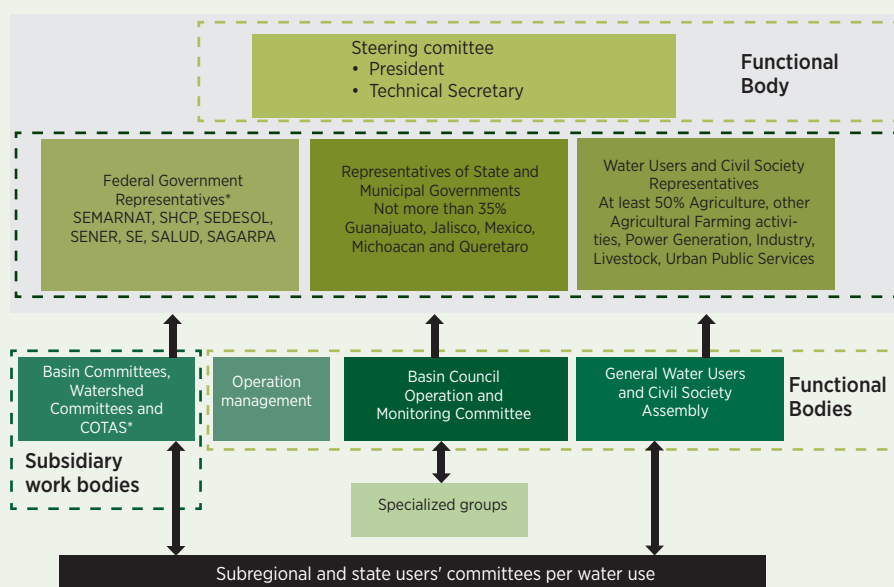 Steering comittee
• President
• Technical Secretary
Functional
Body
Federal Government
Representatives*
SEMARNAT, SHCP, SEDESOL,
SENER, SE, SALUD, SAGARPA
Representatives of State and
Municipal Governments
Not more than 35%
Guanajuato, Jalisco, Mexico,
Michoacan and Queretaro
Water Users and Civil Society
Representatives
At least 50% Agriculture, other
Agricultural Farming activi-
ties, Power Generation, Industry,
Livestock, Urban Public Services
Basin Committees,
Watershed
Committees and
COTAS*
Operation
management
Basin Council
Operation and
Monitoring Committee
General Water Users
and Civil Society
Assembly
Functional
Bodies
Subsidiary
work bodies
Specialized groups
Subregional and state users' committees per water use